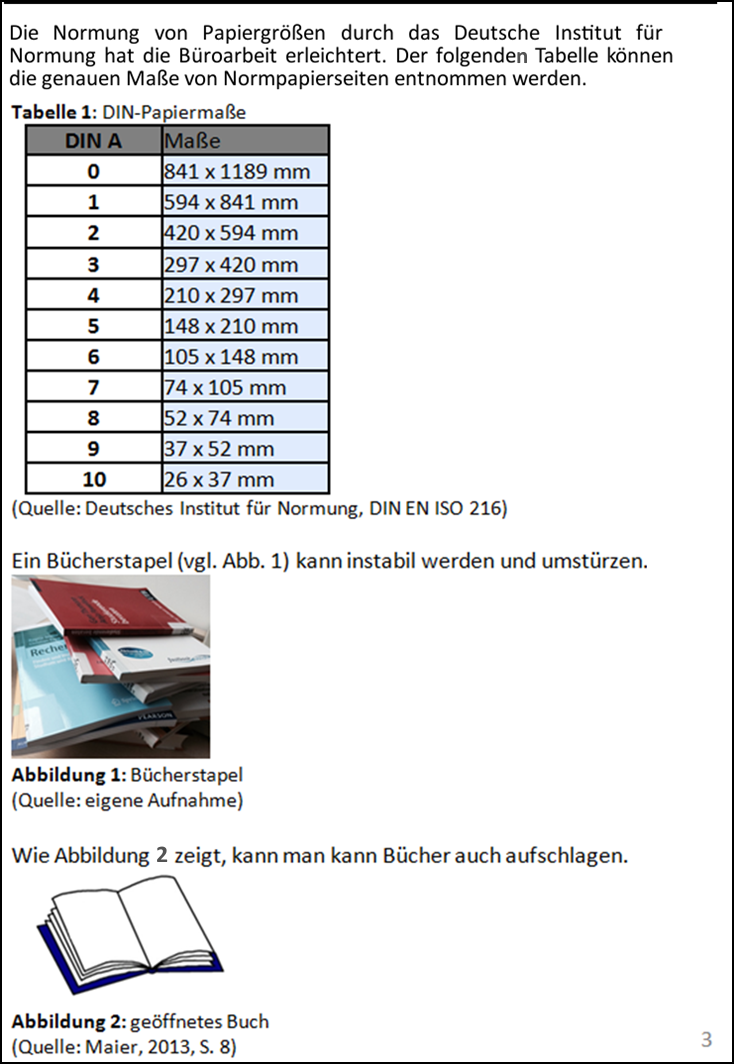 Die Normung von Papiergrößen durch das Deutsche Institut für
Normung hat die Büroarbeit erleichtert. Der folgenden Tabelle können
die genauen Maße von Normpapierseiten entnommen werden.
Tabelle 1: DIN-Papiermaße
DIN A Maße
0 841 x 1189 mm
1 594 x 841 mm
2 420 x 594 mm
3 297 x 420 mm
4 210 x 297 mm
5 148 x 210 mm
6 105 x 148 mm
7 74 x 105 mm
8 52 x 74 mm
9 37 x 52 mm
10 26 x 37 mm
(Quelle: Deutsches Institut für Normung, DIN EN ISO 216)
Ein Bücherstapel (vgl. Abb. 1) kann instabil werden und umstürzen.
Recher
PEARSON
Abbildung 1: Bücherstapel
(Quelle: eigene Aufnahme)
Wie Abbildung 2 zeigt, kann man kann Bücher auch aufschlagen.
Abbildung 2: geöffnetes Buch
(Quelle: Maier, 2013, S. 8)
3